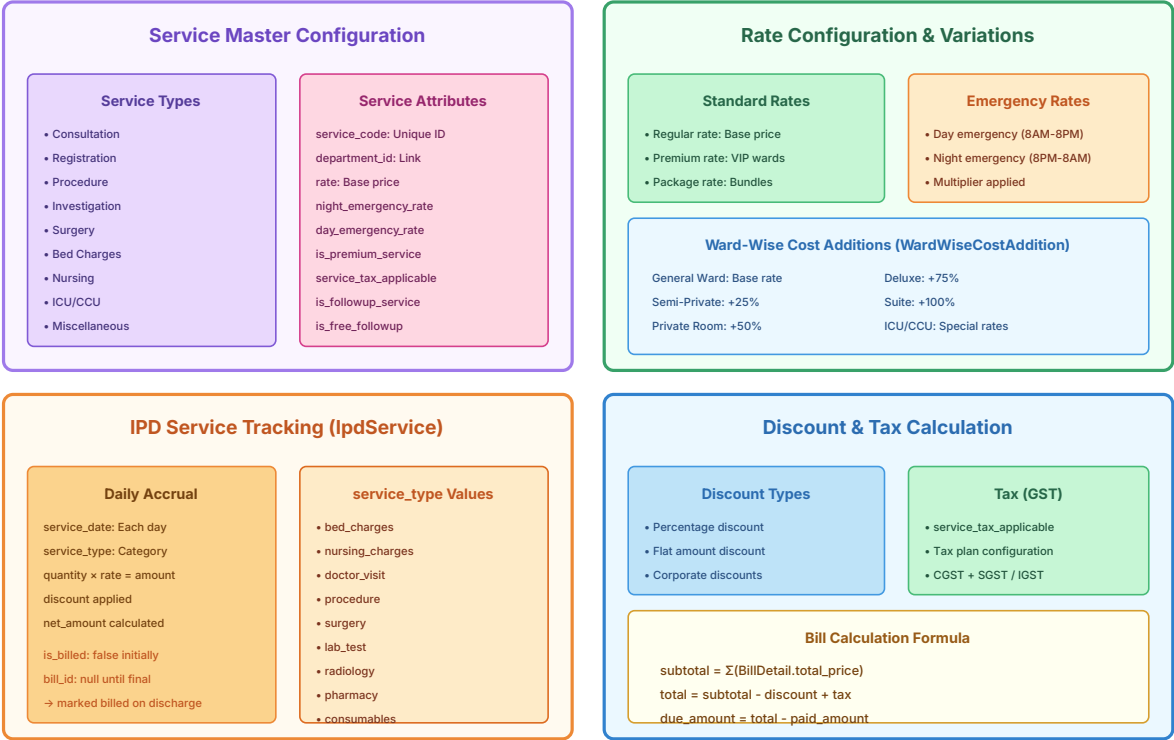 Service Master Configuration
Service Types
• Consultation
• Registration
• Procedure
• Investigation
• Surgery
• Bed Charges
• Nursing
• ICU/CCU
• Miscellaneous
Service Attributes
service_code: Unique ID
department_id: Link
rate: Base price
night_emergency_rate
day_emergency_rate
is_premium_service
service_tax_applicable
is_followup_service
is_free_followup
Rate Configuration & Variations
Standard Rates
• Regular rate: Base price
• Premium rate: VIP wards
• Package rate: Bundles
Emergency Rates
• Day emergency (8AM-8PM)
• Night emergency (8PM-8AM)
• Multiplier applied
Ward-Wise Cost Additions (WardWiseCostAddition)
General Ward: Base rate
Semi-Private: +25%
Private Room: +50%
Deluxe: +75%
Suite: +100%
ICU/CCU: Special rates
IPD Service Tracking (IpdService)
Daily Accrual
service_date: Each day
service_type: Category
quantity × rate = amount
discount applied
net_amount calculated
is_billed: false initially
bill_id: null until final
→ marked billed on discharge
service_type Values
• bed_charges
• nursing_charges
• doctor_visit
• procedure
• surgery
• lab_test
• radiology
• pharmacy
• consumables
Discount & Tax Calculation
Discount Types
• Percentage discount
• Flat amount discount
• Corporate discounts
Tax (GST)
• service_tax_applicable
• Tax plan configuration
• CGST + SGST / IGST
Bill Calculation Formula
subtotal = Σ(BillDetail.total_price)
total = subtotal - discount + tax
due_amount = total - paid_amount